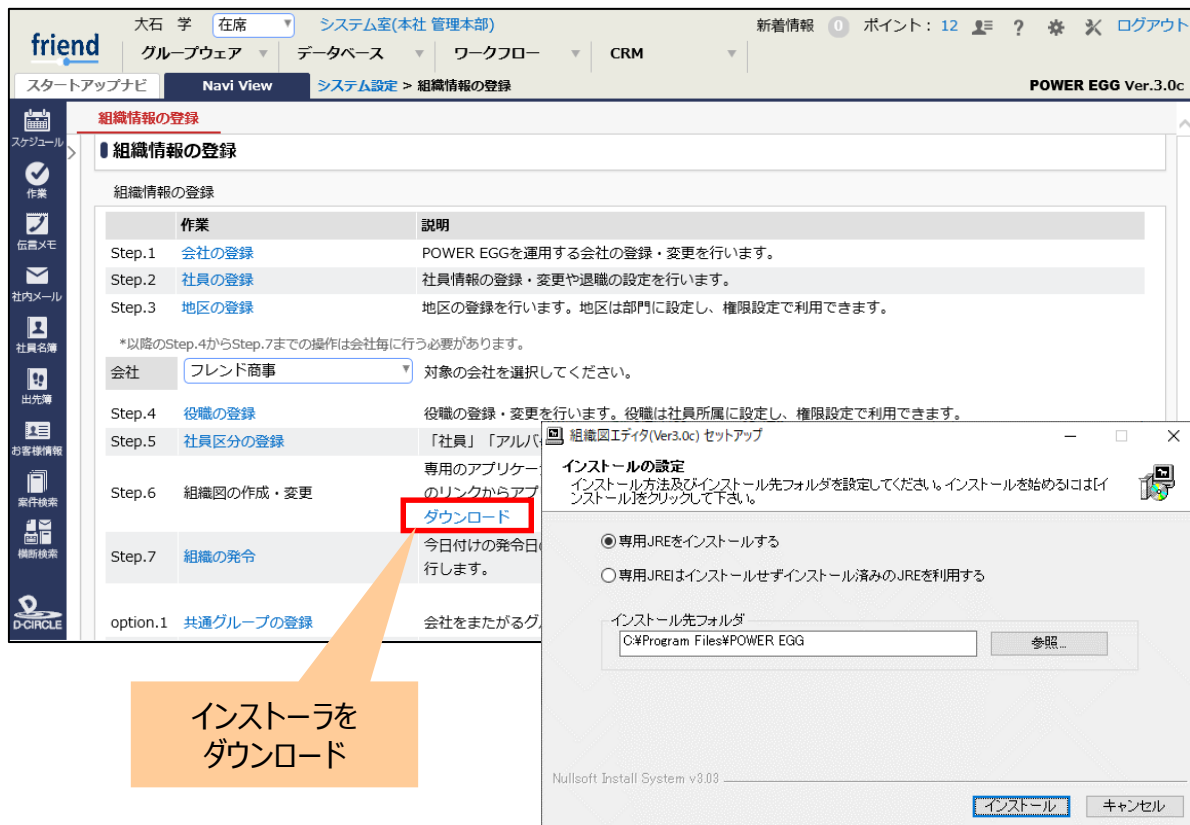 大石 学 在席 システム室(本社 管理本部) 新着情報 0 ポイント: 12 ? ログアウト
friend
グループウェア データベース ワークフロー CRM
スタートアップナビ Navi View システム設定 > 組織情報の登録 POWER EGG Ver.3.0c
スケジュール
作業
伝言メモ
社内メール
社員名簿
出先簿
お客様情報
案件検索
横断検索
D-CIRCLE
組織情報の登録
組織情報の登録
組織情報の登録
作業 説明
Step.1 会社の登録 POWER EGGを運用する会社の登録・変更を行います。
Step.2 社員の登録 社員情報の登録・変更や退職の設定を行います。
Step.3 地区の登録 地区の登録を行います。地区は部門に設定し、権限設定で利用できます。
*以降のStep.4からStep.7までの操作は会社毎に行う必要があります。
会社 フレンド商事 対象の会社を選択してください。
Step.4 役職の登録 役職の登録・変更を行います。役職は社員所属に設定し、権限設定で利用できます。
Step.5 社員区分の登録 「社員」「アルバ
Step.6 組織図の作成・変更 専用のアプリケー
のリンクからアプ
ダウンロード
Step.7 組織の発令 今日付けの発令日
行します。
option.1 共通グループの登録 会社をまたがるグ
インストーラを
ダウンロード
組織図エディタ(Ver3.0c) セットアップ
インストールの設定
インストール方法及びインストール先フォルダを設定してください。インストールを始めるには[イ
ンストール]をクリックして下さい。
専用JREをインストールする
専用JREはインストールせずインストール済みのJREを利用する
インストール先フォルダ
C:¥Program Files¥POWER EGG 参照...
Nullsoft Install System v3.03
インストール キャンセル